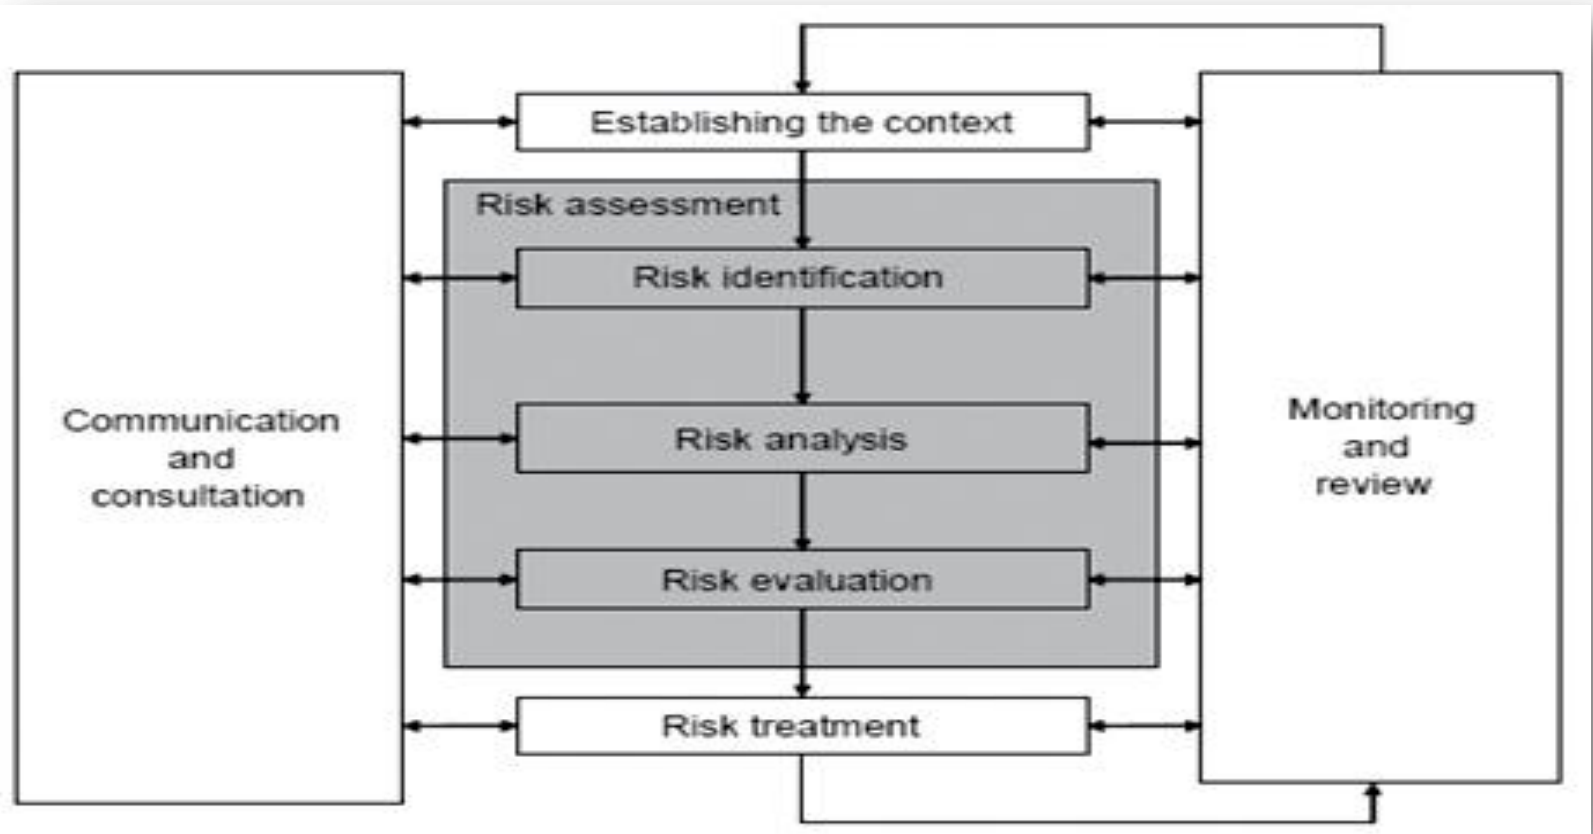 Establishing the context
Risk assessment
Risk identification
Risk analysis
Risk evaluation
Risk treatment
Communication
and
consultation
Monitoring
and
review